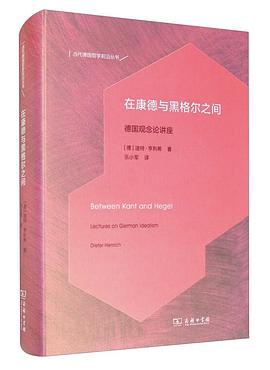 当代德国哲学前沿丛书
在康德与黑格尔之间
德国观念论讲座
[德] 迪特·亨利希 著
乐小军 译
Between Kant and Hegel
Lectures on German Idealism
Dieter Henrich
商务印书馆
在康德与黑格尔之间